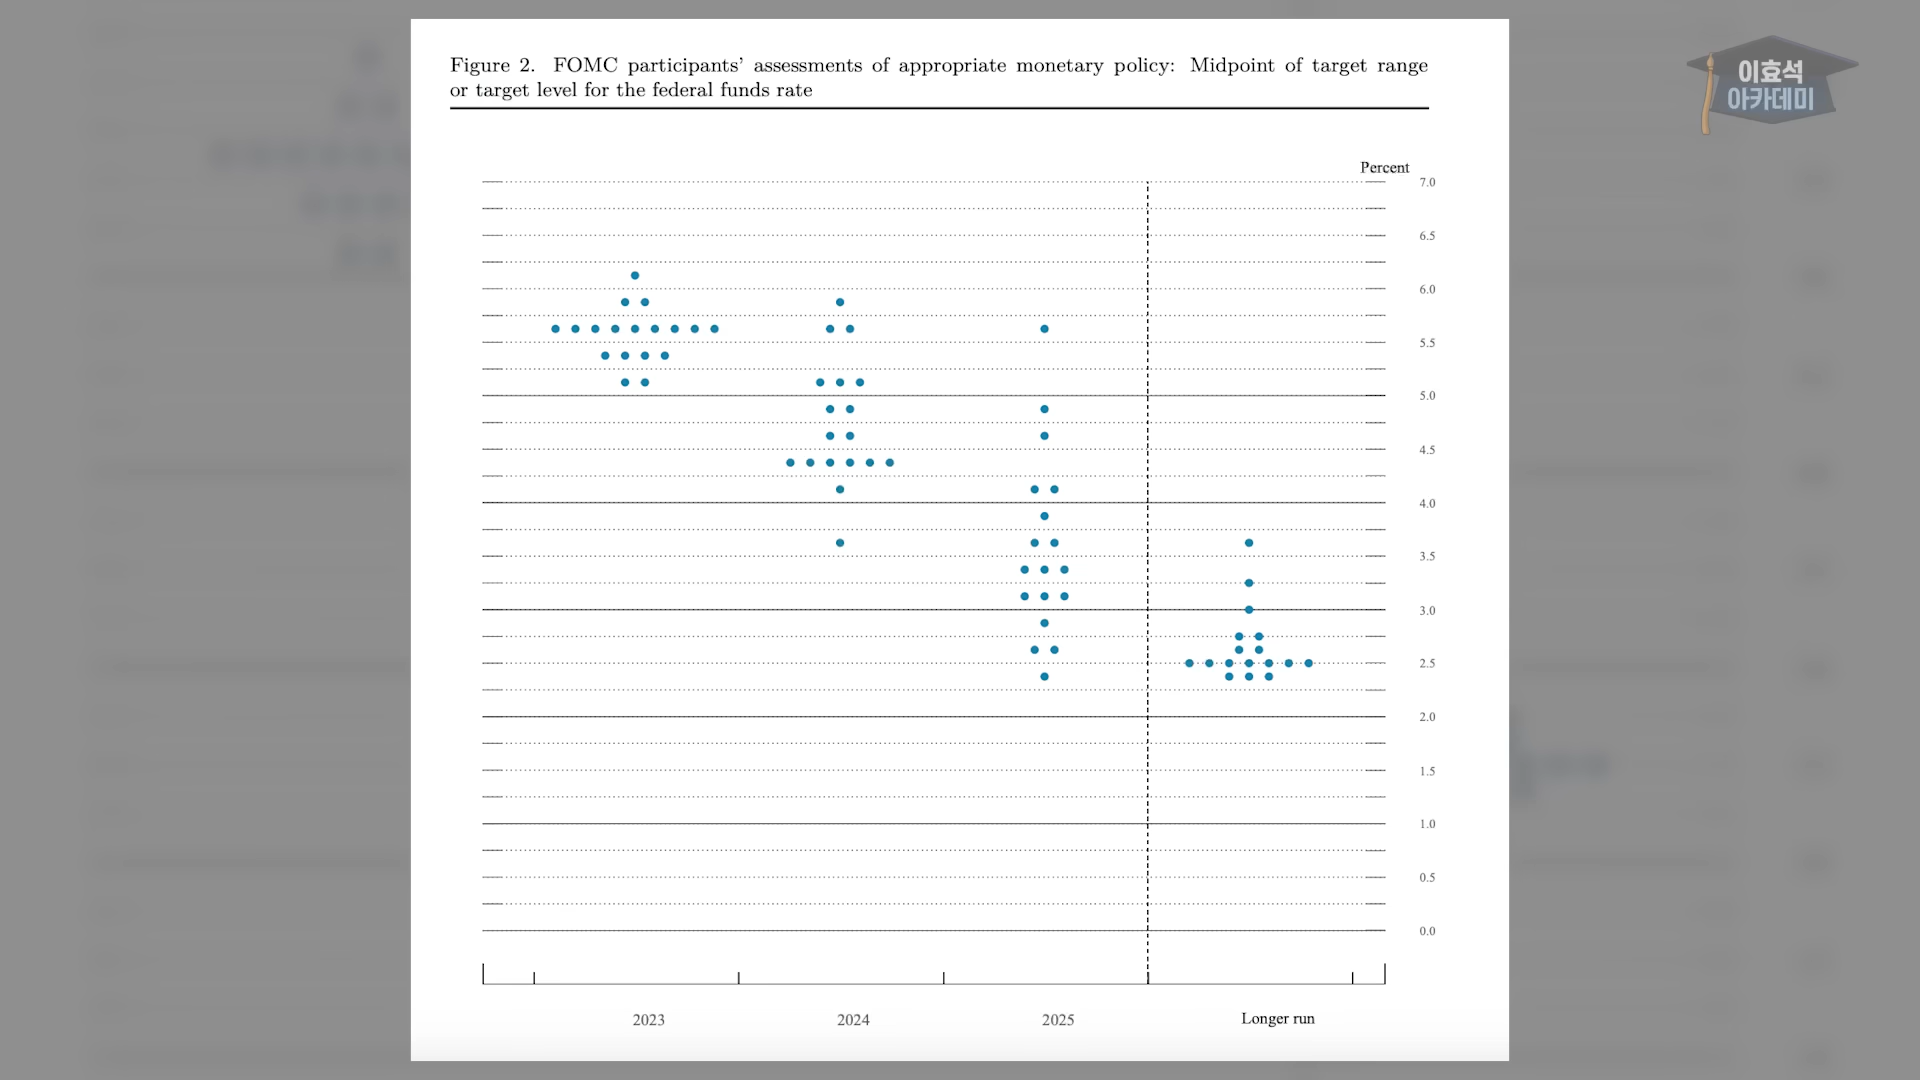 Figure 2. FOMC participants' assessments of appropriate monetary policy: Midpoint of target range
or target level for the federal funds rate
이효석
아카데미
Percent
7.0
6.5
6.0
5.5
5.0
4.5
4.0
3.5
3.0
2.5
2.0
1.5
1.0
0.5
0.0
2023 2024 2025 Longer run